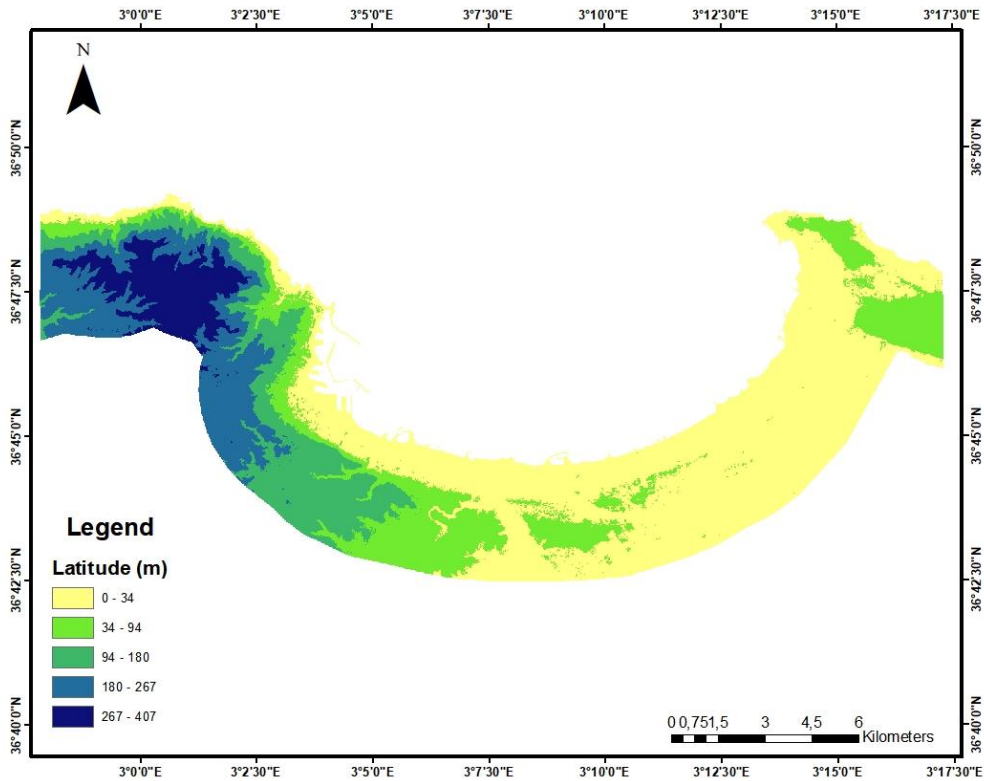 3°0'0"E 3°2'30"E 3°5'0"E 3°7'30"E 3°10'0"E 3°12'30"E 3°15'0"E 3°17'30"E
N
36°50'0"N 36°50'0"N
36°47'30"N 36°47'30"N
36°45'0"N 36°45'0"N
36°42'30"N 36°42'30"N
36°40'0"N 36°40'0"N
Legend
Latitude (m)
0 - 34
34 - 94
94 - 180
180 - 267
267 - 407
0 0,75 1,5 3 4,5 6
Kilometers
3°0'0"E 3°2'30"E 3°5'0"E 3°7'30"E 3°10'0"E 3°12'30"E 3°15'0"E 3°17'30"E